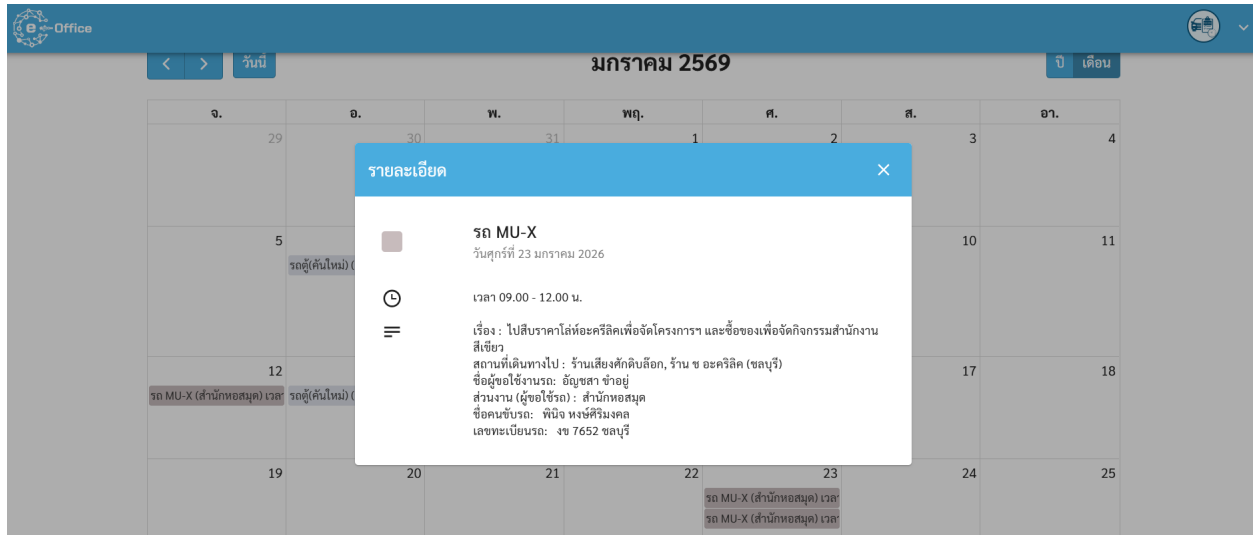 e-Office
วันนี้
มกราคม 2569
ปี เดือน
จ. อ. พ. พฤ. ศ. ส. อา.
29 30 31 1 2 3 4
รายละเอียด
รถ MU-X
วันศุกร์ที่ 23 มกราคม 2026
เวลา 09.00 - 12.00 น.
เรื่อง : ไปสืบราคาโล่ห์อะครีลิคเพื่อจัดโครงการฯ และซื้อของเพื่อจัดกิจกรรมสำนักงาน
สีเขียว
สถานที่เดินทางไป : ร้านเสียงศักดิบล๊อก, ร้าน ช อะคริลิค (ชลบุรี)
ชื่อผู้ขอใช้งานรถ: อัญชสา ขำอยู่
ส่วนงาน (ผู้ขอใช้รถ) : สำนักหอสมุด
ชื่อคนขับรถ: พินิจ หงษ์ศิริมงคล
เลขทะเบียนรถ: งข 7652 ชลบุรี
5 10 11
รถตู้(คันใหม่) (
12 17 18
รถ MU-X (สำนักหอสมุด) เวลา รถตู้(คันใหม่) (
19 20 21 22 23 24 25
รถ MU-X (สำนักหอสมุด) เวลา
รถ MU-X (สำนักหอสมุด) เวลา